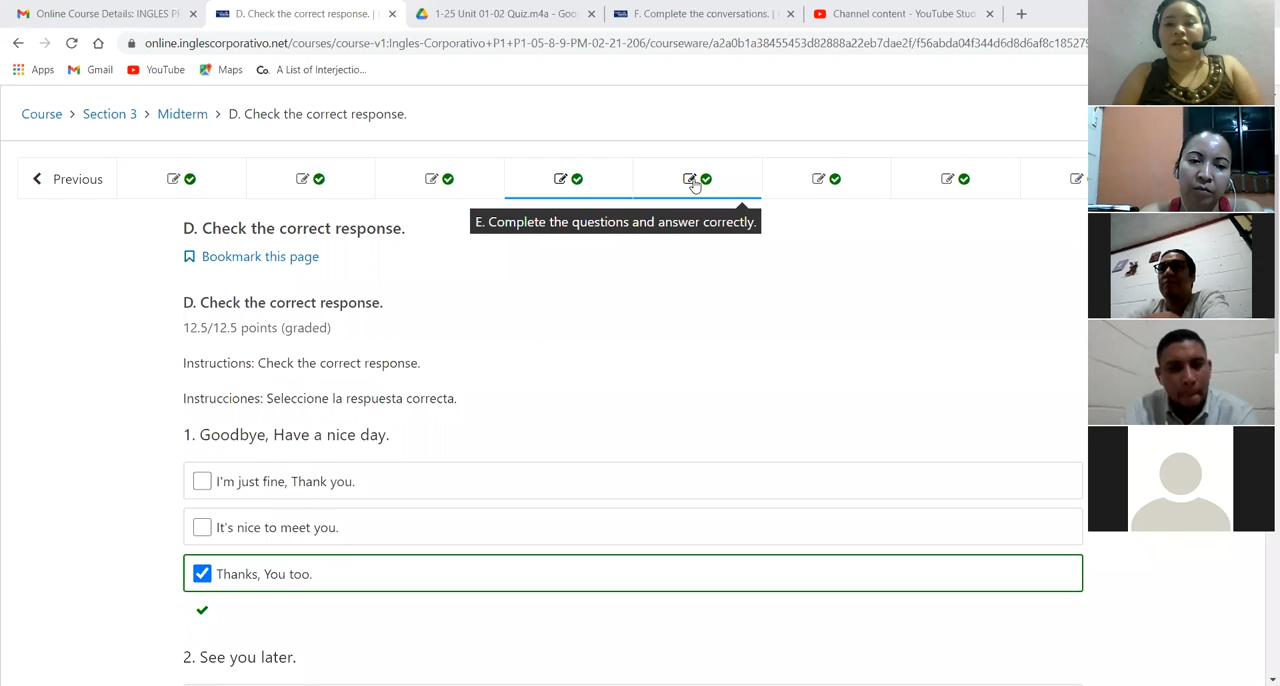 Online Course Details: INGLES P
D. Check the correct response. |
1-25 Unit 01-02 Quiz.m4a - Goo
F. Complete the conversations. |
Channel content - YouTube Stud
online.inglescorporativo.net/courses/course-v1:Ingles-Corporativo+P1+P1-05-8-9-PM-02-21-206/courseware/a2a0b1a38455453d82888a22eb7dae2f/f56abda04f344d6d8d6af8c185279
Apps Gmail YouTube Maps Co. A List of Interjectio...
Course > Section 3 > Midterm > D. Check the correct response.
Previous
E. Complete the questions and answer correctly.
D. Check the correct response.
Bookmark this page
D. Check the correct response.
12.5/12.5 points (graded)
Instructions: Check the correct response.
Instrucciones: Seleccione la respuesta correcta.
1. Goodbye, Have a nice day.
I'm just fine, Thank you.
It's nice to meet you.
Thanks, You too.
2. See you later.